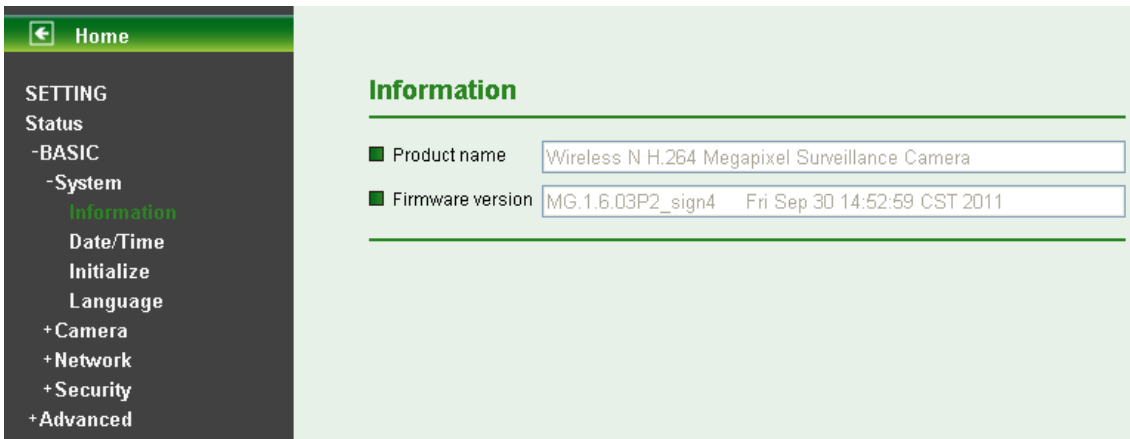 Home
SETTING
Status
-BASIC
-System
Information
Date/Time
Initialize
Language
+Camera
+Network
+Security
+Advanced
Information
Product name Wireless N H.264 Megapixel Surveillance Camera
Firmware version MG.1.6.03P2_sign4 Fri Sep 30 14:52:59 CST 2011